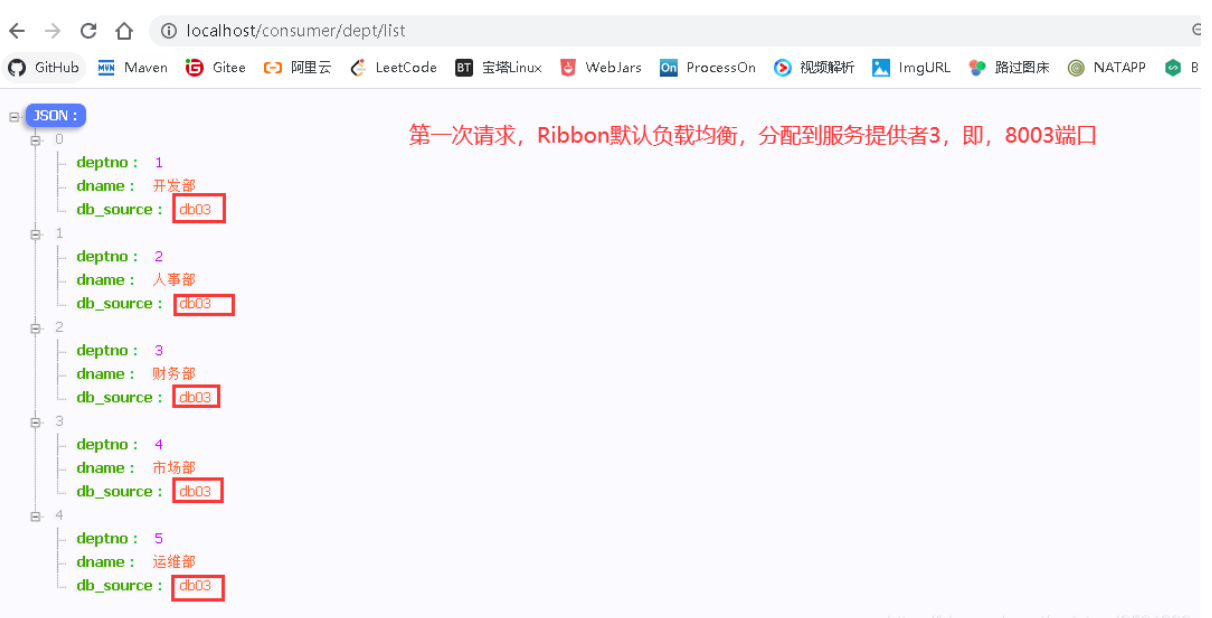 localhost/consumer/dept/list
GitHub MVN Maven Gitee 阿里云 LeetCode BT 宝塔Linux WebJars On ProcessOn 视频解析 ImgURL 路过图床 NATAPP B
JSON :
第一次请求，Ribbon默认负载均衡，分配到服务提供者3，即，8003端口
0
deptno : 1
dname : 开发部
db_source : db03
1
deptno : 2
dname : 人事部
db_source : db03
2
deptno : 3
dname : 财务部
db_source : db03
3
deptno : 4
dname : 市场部
db_source : db03
4
deptno : 5
dname : 运维部
db_source : db03